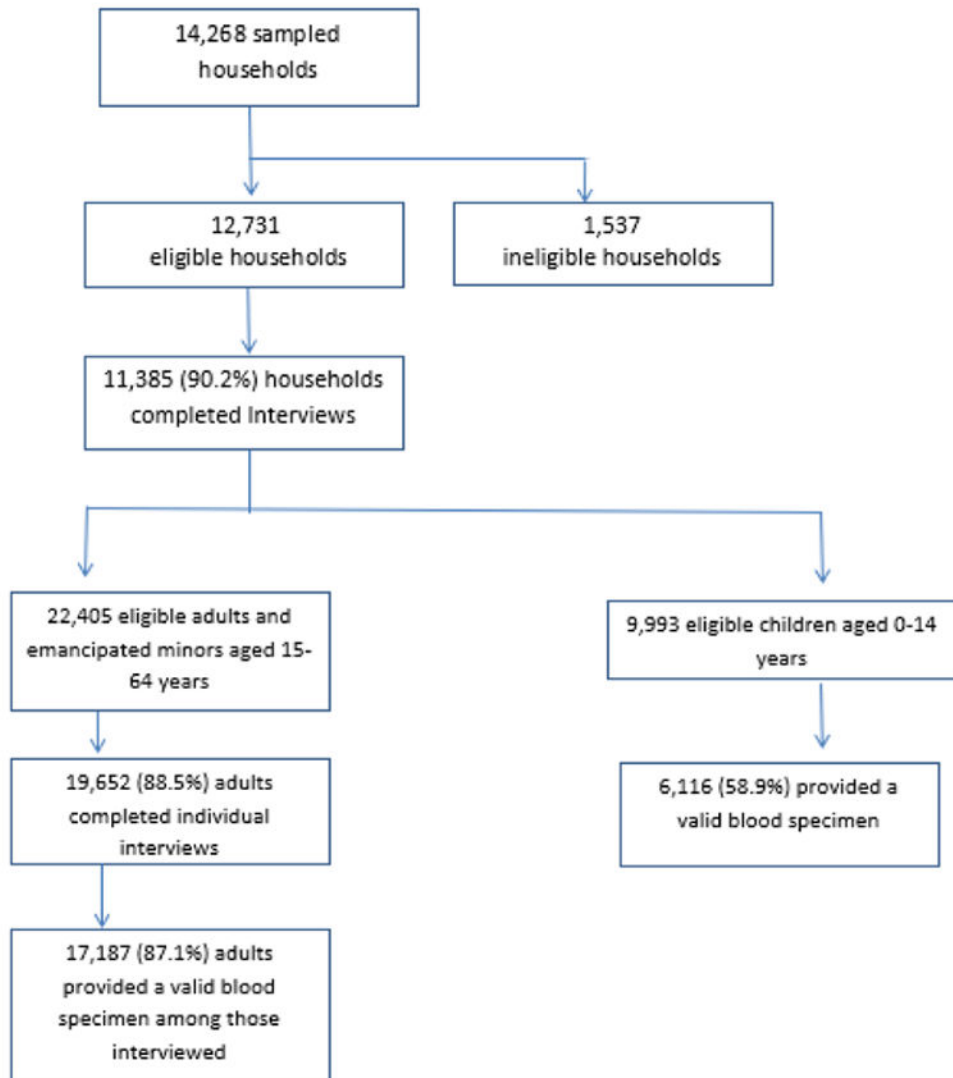 14,268 sampled
households
12,731
eligible households
1,537
ineligible households
11,385 (90.2%) households
completed Interviews
22,405 eligible adults and
emancipated minors aged 15-
64 years
9,993 eligible children aged 0-14
years
19,652 (88.5%) adults
completed individual
interviews
6,116 (58.9%) provided a
valid blood specimen
17,187 (87.1%) adults
provided a valid blood
specimen among those
interviewed